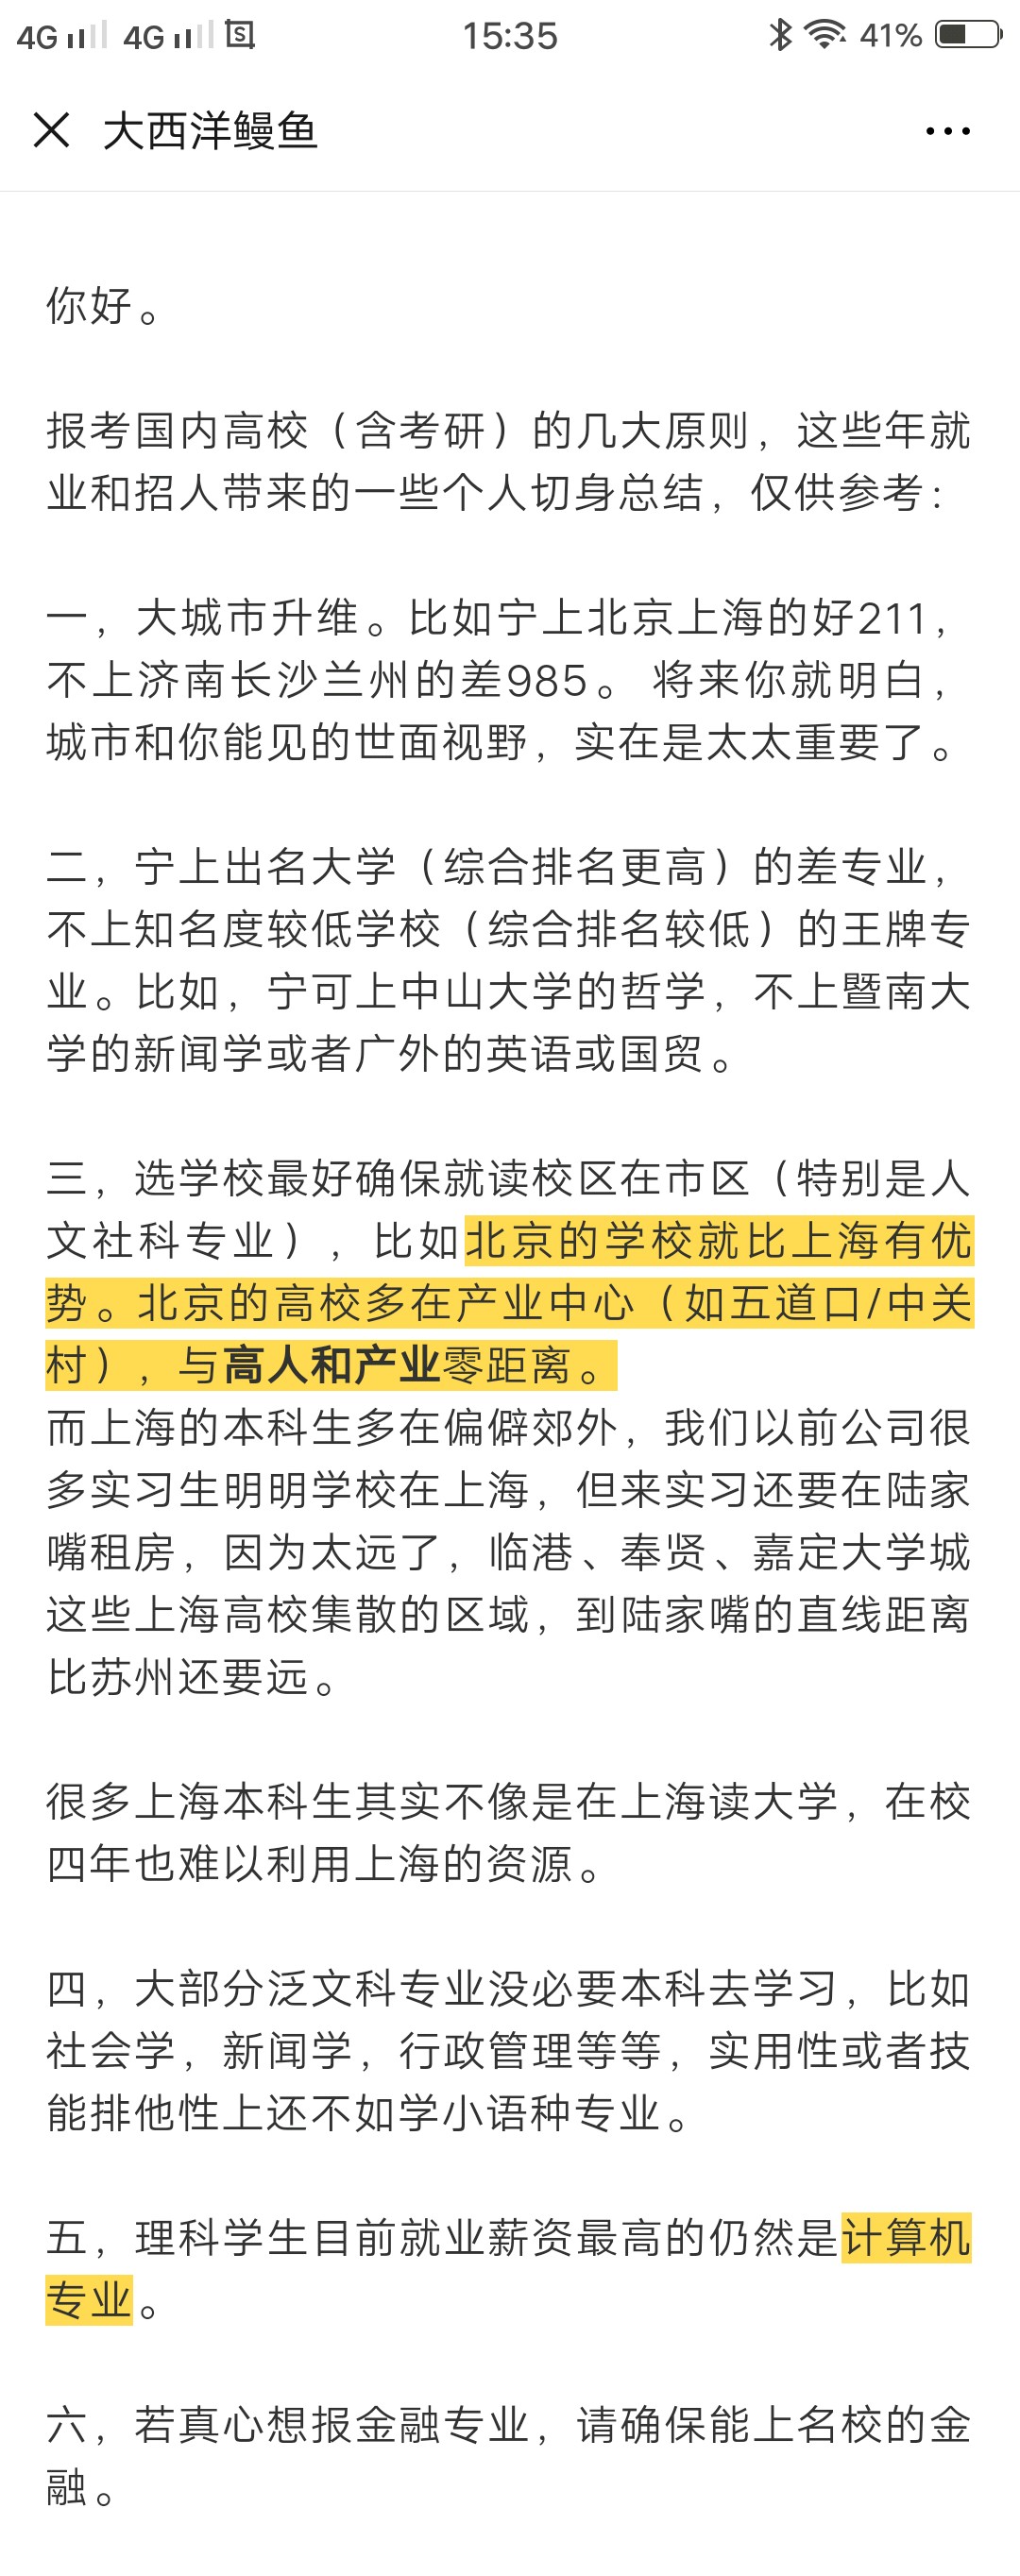 4G 4G 15:35 41%
大西洋鳗鱼
你好。
报考国内高校（含考研）的几大原则，这些年就
业和招人带来的一些个人切身总结，仅供参考：
一，大城市升维。比如宁上北京上海的好211，
不上济南长沙兰州的差985。 将来你就明白，
城市和你能见的世面视野，实在是太太重要了。
二，宁上出名大学（综合排名更高）的差专业，
不上知名度较低学校（综合排名较低）的王牌专
业。比如，宁可上中山大学的哲学，不上暨南大
学的新闻学或者广外的英语或国贸。
三，选学校最好确保就读校区在市区（特别是人
文社科专业），比如北京的学校就比上海有优
势。北京的高校多在产业中心（如五道口/中关
村），与高人和产业零距离。
而上海的本科生多在偏僻郊外，我们以前公司很
多实习生明明学校在上海，但来实习还要在陆家
嘴租房，因为太远了，临港、奉贤、嘉定大学城
这些上海高校集散的区域，到陆家嘴的直线距离
比苏州还要远。
很多上海本科生其实不像是在上海读大学，在校
四年也难以利用上海的资源。
四，大部分泛文科专业没必要本科去学习，比如
社会学，新闻学，行政管理等等，实用性或者技
能排他性上还不如学小语种专业。
五，理科学生目前就业薪资最高的仍然是计算机
专业。
六，若真心想报金融专业，请确保能上名校的金
融。